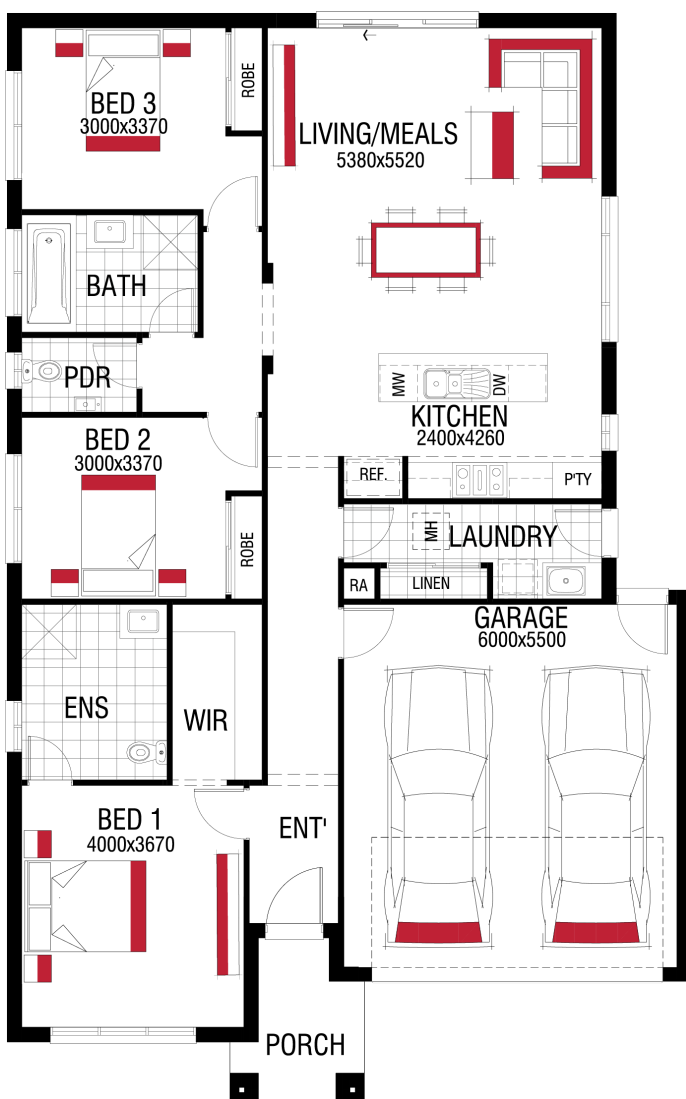 BED 3
3000x3370
ROBE
LIVING/MEALS
5380x5520
BATH
PDR
MW
DW
KITCHEN
2400x4260
BED 2
3000x3370
REF.
P'TY
ROBE
MH
LAUNDRY
RA
LINEN
GARAGE
6000x5500
ENS
WIR
BED 1
4000x3670
ENT'
PORCH